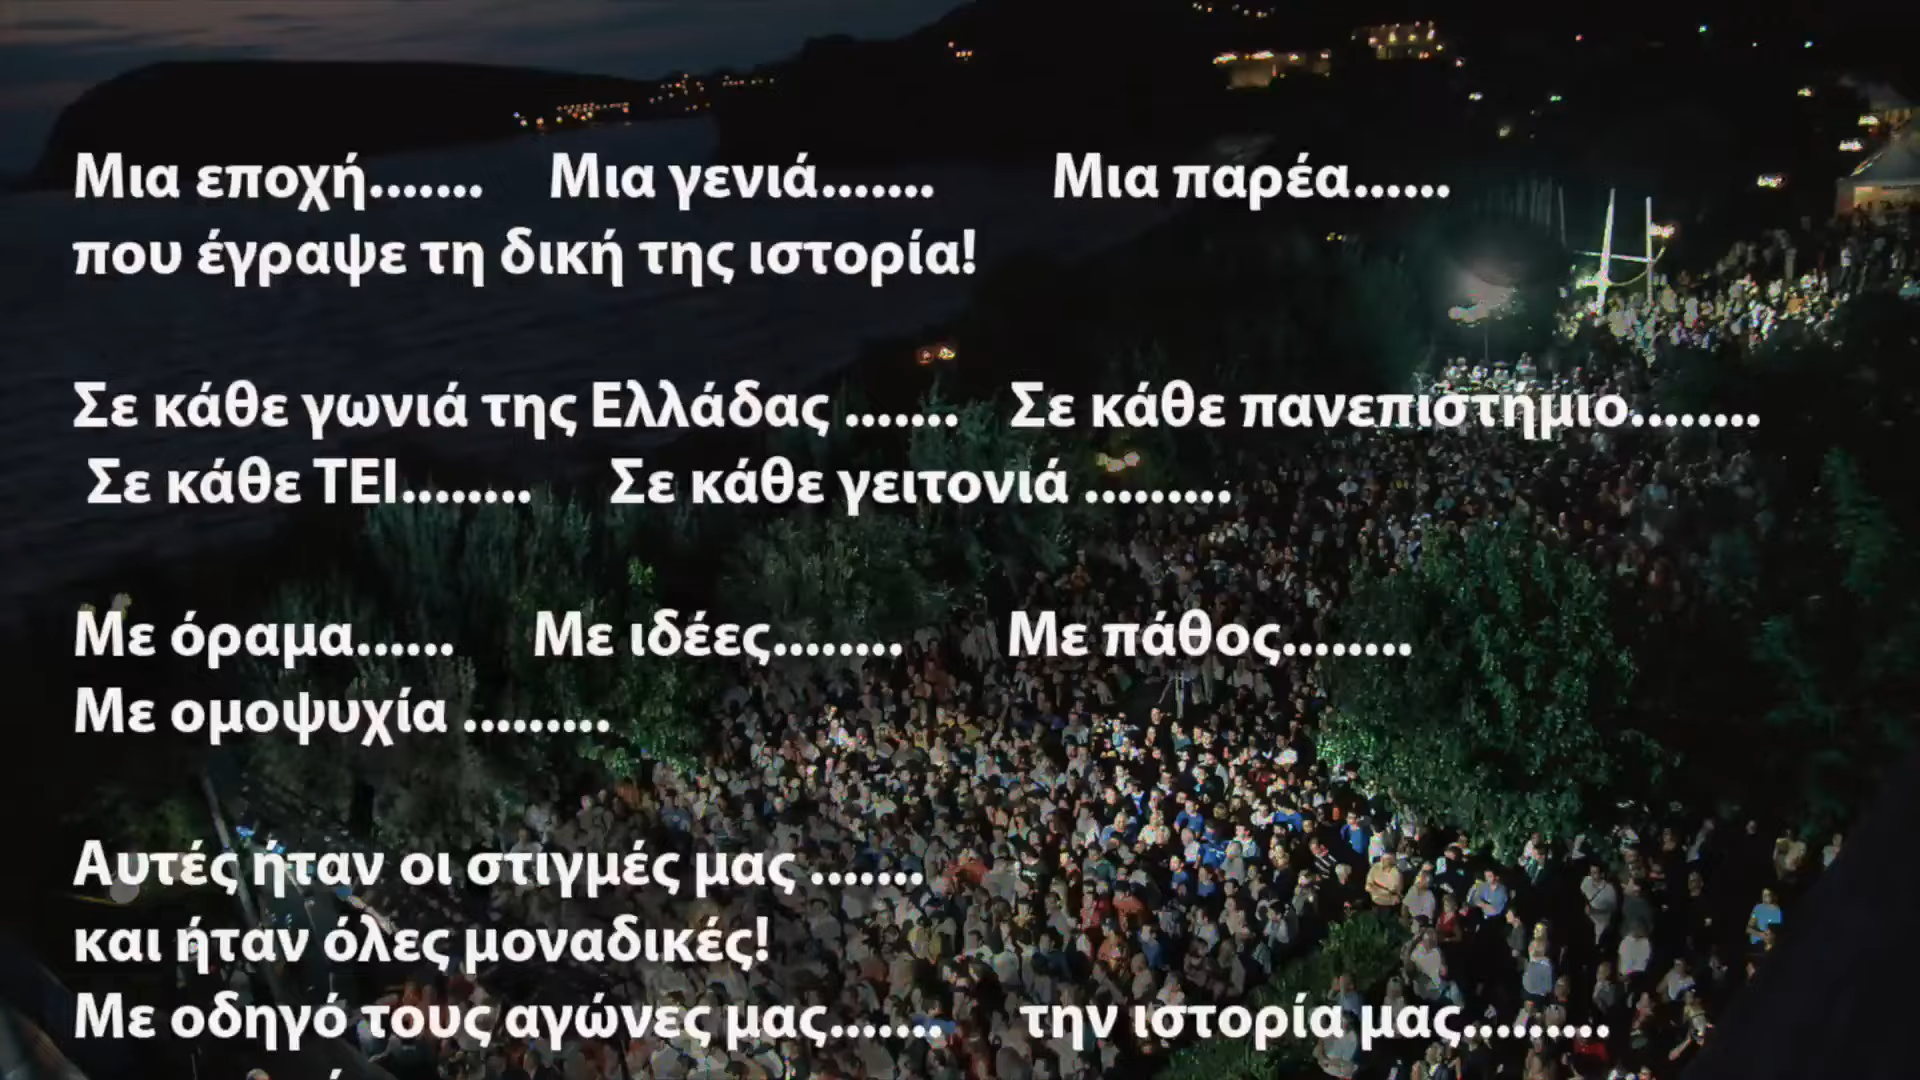 Μια εποχή....... Μια γενιά....... Μια παρέα......
που έγραψε τη δική της ιστορία!
Σε κάθε γωνιά της Ελλάδας ....... Σε κάθε πανεπιστήμιο........
Σε κάθε ΤΕΙ........ Σε κάθε γειτονιά .........
Με όραμα...... Με ιδέες........ Με πάθος........
Με ομοψυχία .........
Αυτές ήταν οι στιγμές μας .......
και ήταν όλες μοναδικές!
Με οδηγό τους αγώνες μας....... την ιστορία μας.........